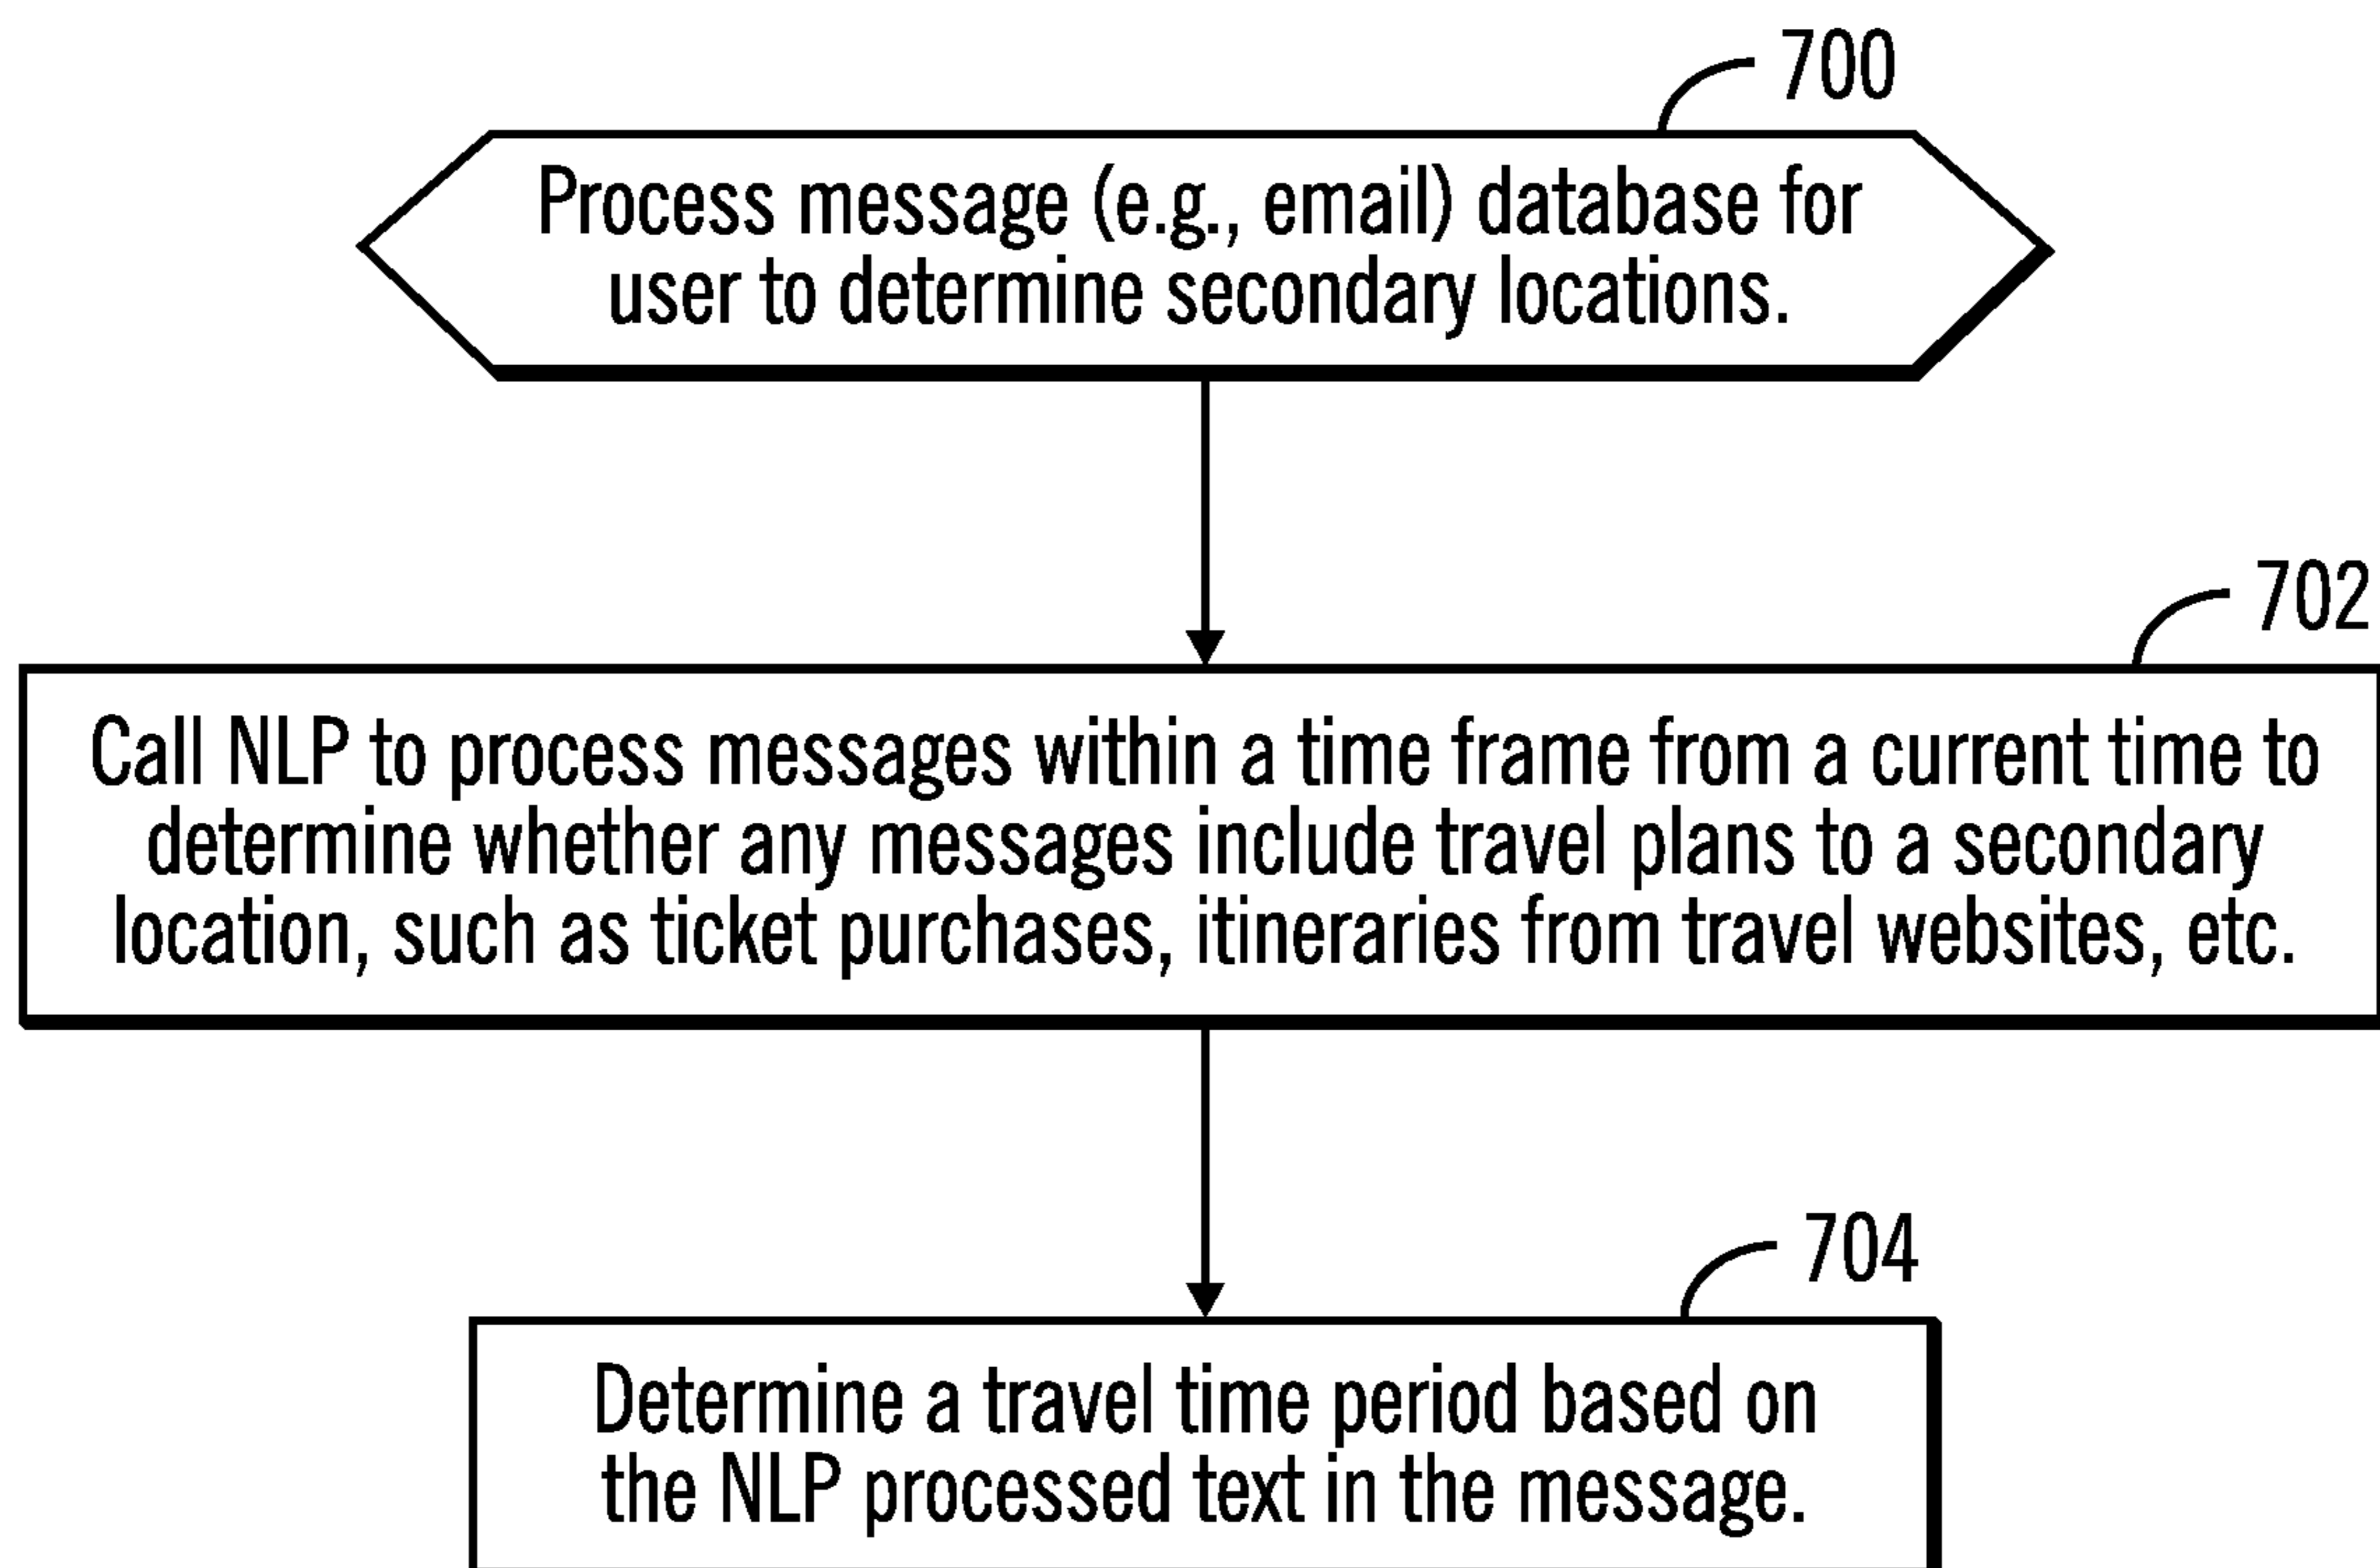 700
Process message (e.g., email) database for
user to determine secondary locations.
702
Call NLP to process messages within a time frame from a current time to
determine whether any messages include travel plans to a secondary
location, such as ticket purchases, itineraries from travel websites, etc.
704
Determine a travel time period based on
the NLP processed text in the message.